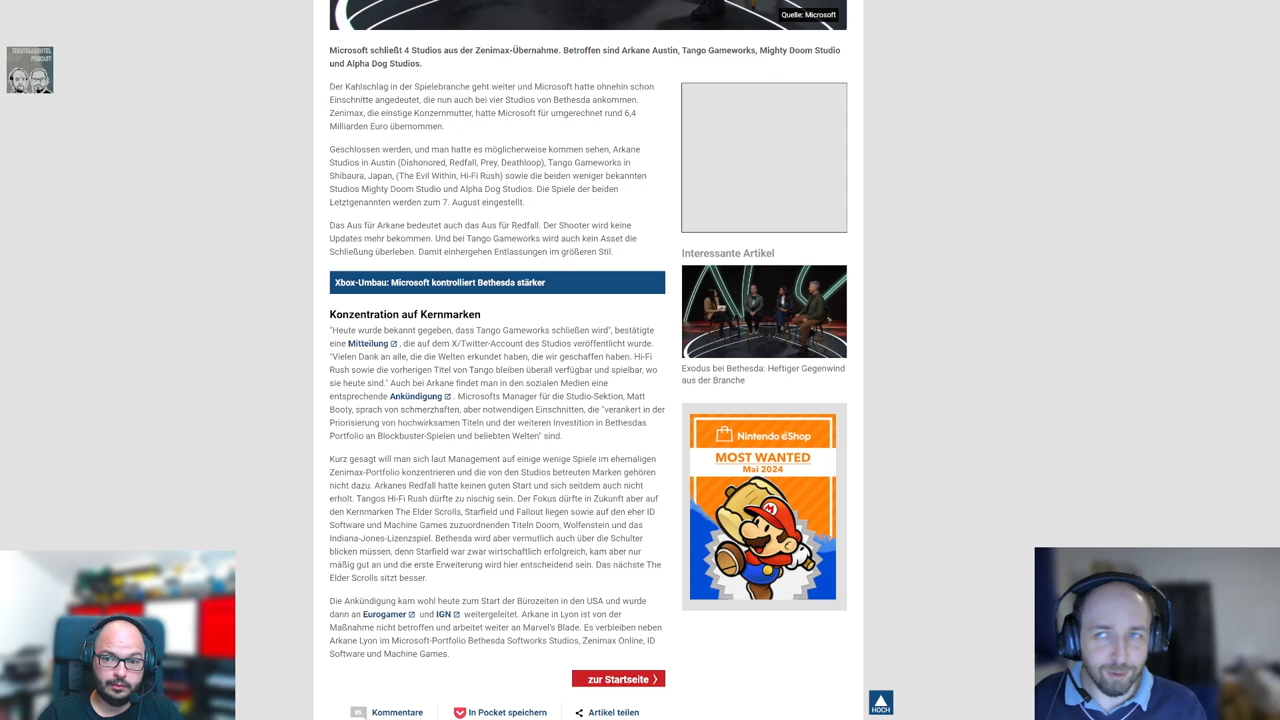 Quelle: Microsoft
TECHTELMECHTEL
PODCAST
Microsoft schließt 4 Studios aus der Zenimax-Übernahme. Betroffen sind Arkane Austin, Tango Gameworks, Mighty Doom Studio
und Alpha Dog Studios.
Der Kahlschlag in der Spielebranche geht weiter und Microsoft hatte ohnehin schon
Einschnitte angedeutet, die nun auch bei vier Studios von Bethesda ankommen.
Zenimax, die einstige Konzernmutter, hatte Microsoft für umgerechnet rund 6,4
Milliarden Euro übernommen.
Geschlossen werden, und man hatte es möglicherweise kommen sehen, Arkane
Studios in Austin (Dishonored, Redfall, Prey, Deathloop), Tango Gameworks in
Shibaura, Japan, (The Evil Within, Hi-Fi Rush) sowie die beiden weniger bekannten
Studios Mighty Doom Studio und Alpha Dog Studios. Die Spiele der beiden
Letztgenannten werden zum 7. August eingestellt.
Das Aus für Arkane bedeutet auch das Aus für Redfall. Der Shooter wird keine
Updates mehr bekommen. Und bei Tango Gameworks wird auch kein Asset die
Schließung überleben. Damit einhergehen Entlassungen im größeren Stil.
Xbox-Umbau: Microsoft kontrolliert Bethesda stärker
Konzentration auf Kernmarken
"Heute wurde bekannt gegeben, dass Tango Gameworks schließen wird", bestätigte
eine Mitteilung , die auf dem X/Twitter-Account des Studios veröffentlicht wurde.
"Vielen Dank an alle, die die Welten erkundet haben, die wir geschaffen haben. Hi-Fi
Rush sowie die vorherigen Titel von Tango bleiben überall verfügbar und spielbar, wo
sie heute sind." Auch bei Arkane findet man in den sozialen Medien eine
entsprechende Ankündigung . Microsofts Manager für die Studio-Sektion, Matt
Booty, sprach von schmerzhaften, aber notwendigen Einschnitten, die "verankert in der
Priorisierung von hochwirksamen Titeln und der weiteren Investition in Bethesdas
Portfolio an Blockbuster-Spielen und beliebten Welten" sind.
Kurz gesagt will man sich laut Management auf einige wenige Spiele im ehemaligen
Zenimax-Portfolio konzentrieren und die von den Studios betreuten Marken gehören
nicht dazu. Arkanes Redfall hatte keinen guten Start und sich seitdem auch nicht
erholt. Tangos Hi-Fi Rush dürfte zu nischig sein. Der Fokus dürfte in Zukunft aber auf
den Kernmarken The Elder Scrolls, Starfield und Fallout liegen sowie auf den eher ID
Software und Machine Games zuzuordnenden Titeln Doom, Wolfenstein und das
Indiana-Jones-Lizenzspiel. Bethesda wird aber vermutlich auch über die Schulter
blicken müssen, denn Starfield war zwar wirtschaftlich erfolgreich, kam aber nur
mäßig gut an und die erste Erweiterung wird hier entscheidend sein. Das nächste The
Elder Scrolls sitzt besser.
Die Ankündigung kam wohl heute zum Start der Bürozeiten in den USA und wurde
dann an Eurogamer und IGN weitergeleitet. Arkane in Lyon ist von der
Maßnahme nicht betroffen und arbeitet weiter an Marvel's Blade. Es verbleiben neben
Arkane Lyon im Microsoft-Portfolio Bethesda Softworks Studios, Zenimax Online, ID
Software und Machine Games.
zur Startseite
95 Kommentare
In Pocket speichern
Artikel teilen
Interessante Artikel
Exodus bei Bethesda: Heftiger Gegenwind
aus der Branche
Nintendo eShop
MOST WANTED
Mai 2024
HOCH